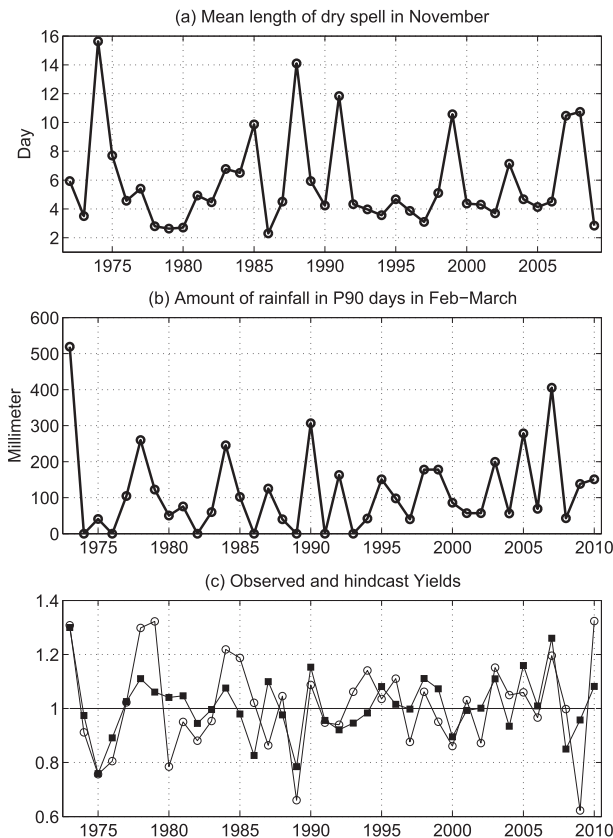 (a) Mean length of dry spell in November
16
14
12
10
8
6
4
2
Day
1975 1980 1985 1990 1995 2000 2005
(b) Amount of rainfall in P90 days in Feb−March
600
500
400
300
200
100
0
Millimeter
1975 1980 1985 1990 1995 2000 2005 2010
(c) Observed and hindcast Yields
1.4
1.2
1
0.8
0.6
1975 1980 1985 1990 1995 2000 2005 2010